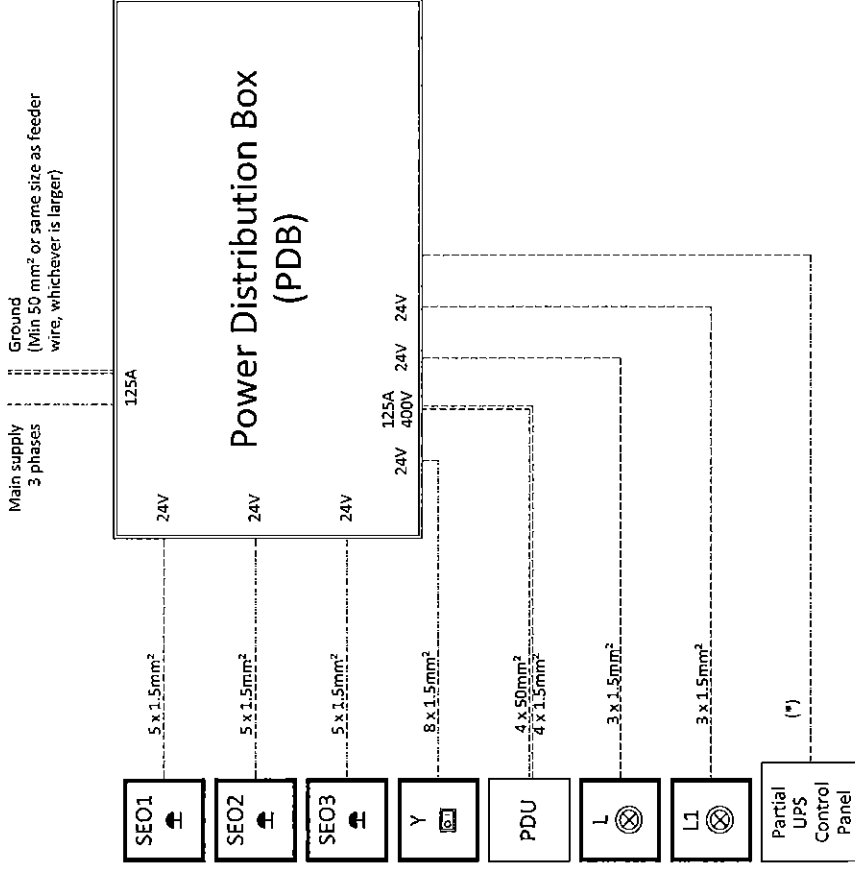 Main supply
3 phases
Ground
(Min 50 mm² or same size as feeder
wire, whichever is larger)
125A
Power Distribution Box
(PDB)
24V
24V
24V
24V
125A
400V
24V
24V
5 x 1.5mm²
5 x 1.5mm²
5 x 1.5mm²
8 x 1.5mm²
4 x 50mm²
4 x 1.5mm²
3 x 1.5mm²
3 x 1.5mm²
(*)
SEO1
SEO2
SEO3
Y
PDU
L
L1
Partial
UPS
Control
Panel